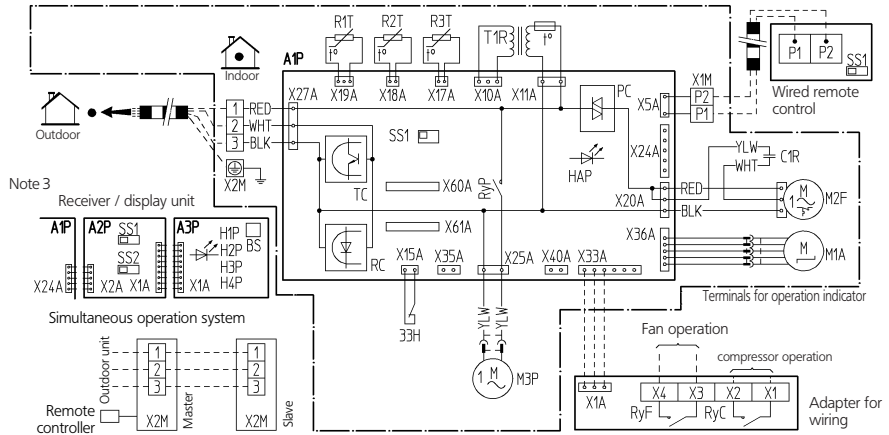 R1T R2T R3T T1R
t° t° t° t°
A1P
Indoor
X27A X19A X18A X17A X10A X11A
PC
X5A
X1M
P2
P1
P1 P2
SS1
Wired remote
control
Outdoor
1 RED
2 WHT
3 BLK
X2M
SS1
TC
X60A
X61A
RyP
HAP
X24A
YLW
WHT
C1R
X20A
RED
BLK
M
1
M2F
X36A
M
M1A
RC
X15A X35A X25A X40A X33A
33H
YLW
YLW
1 M
M3P
Note 3
Receiver / display unit
A1P A2P A3P
SS1
SS2
H1P
H2P
H3P
H4P
BS
X24A X2A X1A X1A
Terminals for operation indicator
Simultaneous operation system
Outdoor unit
1
2
3
X2M
Master
1
2
3
X2M
Slave
Remote
controller
Fan operation
compressor operation
X1A
X4 X3 X2 X1
RyF RyC
Adapter for
wiring